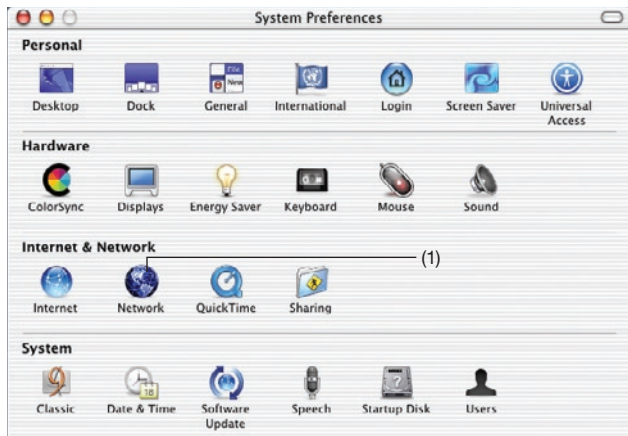 System Preferences
Personal
Desktop Dock General International Login Screen Saver Universal Access
Hardware
ColorSync Displays Energy Saver Keyboard Mouse Sound
Internet & Network
(1)
Internet Network QuickTime Sharing
System
Classic Date & Time Software Update Speech Startup Disk Users